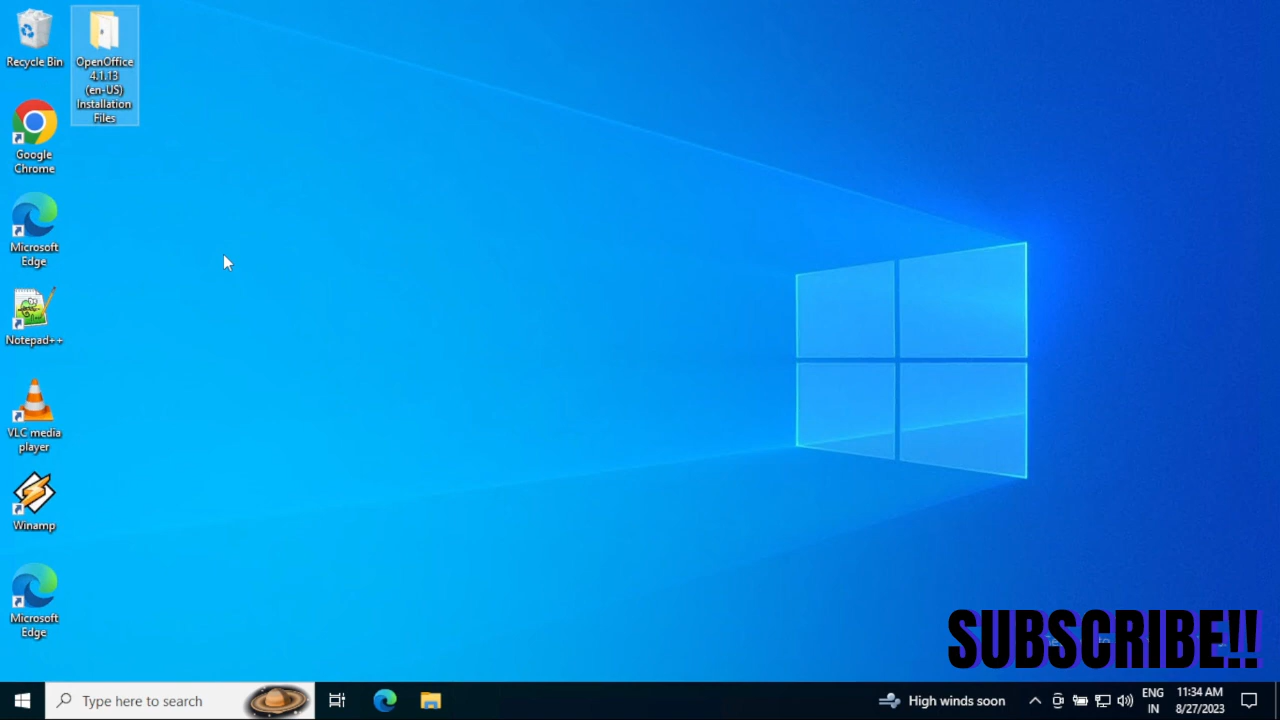 Recycle Bin
OpenOffice
4.1.13
(en-US)
Installation
Files
Google
Chrome
Microsoft
Edge
Notepad++
VLC media
player
Winamp
Microsoft
Edge
SUBSCRIBE!!
Type here to search
High winds soon
ENG
IN
11:34 AM
8/27/2023